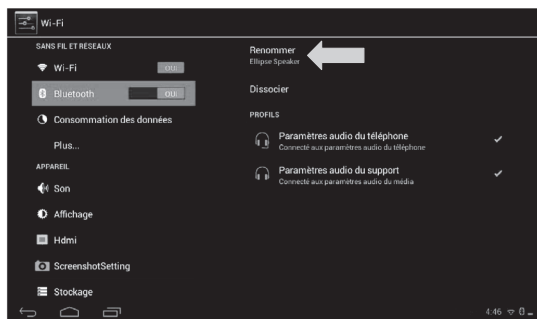 Wi-Fi
SANS FIL ET RÉSEAUX
Wi-Fi OUI
Bluetooth OUI
Consommation des données
Plus...
APPAREIL
Son
Affichage
Hdmi
ScreenshotSetting
Stockage
Renommer
Ellipse Speaker
Dissocier
PROFILS
Paramètres audio du téléphone
Connecté aux paramètres audio du téléphone
Paramètres audio du support
Connecté aux paramètres audio du média
4:46